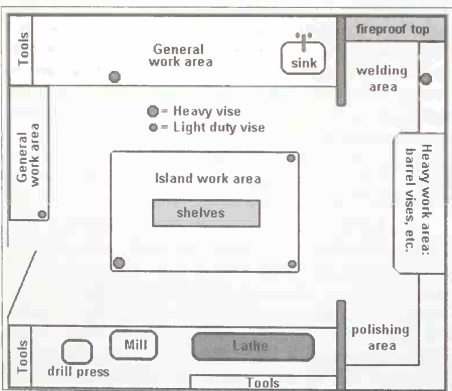 Tools
General
work area
sink
fireproof top
welding
area
= Heavy vise
= Light duty vise
General
work area
Island work area
shelves
Heavy work area:
barrel vises, etc.
Tools
drill press
Mill
Lathe
Tools
polishing
area